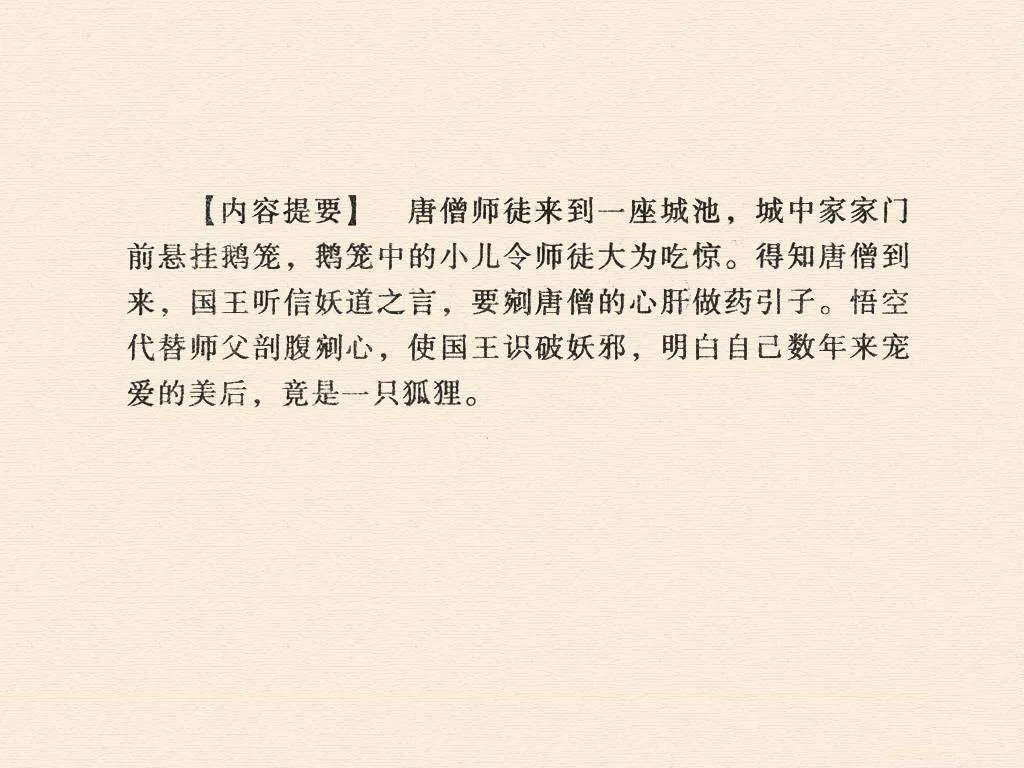 【内容提要】 唐僧师徒来到一座城池，城中家家门
前悬挂鹅笼，鹅笼中的小儿令师徒大为吃惊。得知唐僧到
来，国王听信妖道之言，要剜唐僧的心肝做药引子。悟空
代替师父剖腹剜心，使国王识破妖邪，明白自己数年来宠
爱的美后，竟是一只狐狸。